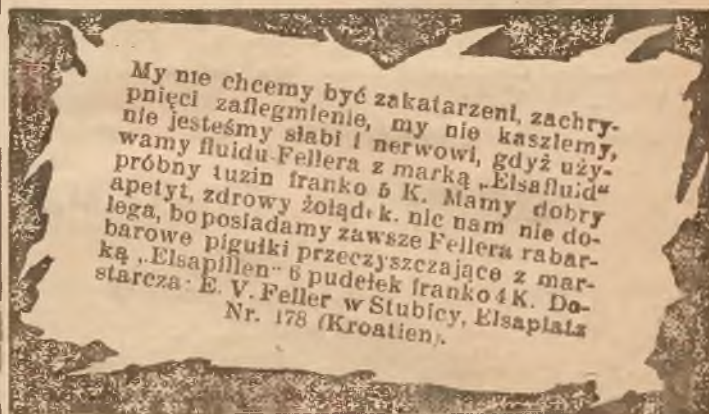 My nie chcemy być zakatarzeni, zachry-
pnięci zaflegmienie, my nie kaszlemy,
nie jesteśmy słabi i nerwowi, gdyż uży-
wamy fluidu-Fellera z marką „Elsafluid“
próbny tuzin franko 5 K. Mamy dobry
apetyt, zdrowy żołądek. nic nam nie do-
lega, bo posiadamy zawsze Fellera rabar-
barowe pigułki przeczyszczające z mar-
ką „Elsapillen“ 6 pudełek franko 4 K. Do-
starcza: E. V. Feller w Stubicy, Elsaplatz
Nr. 178 (Kroatien).